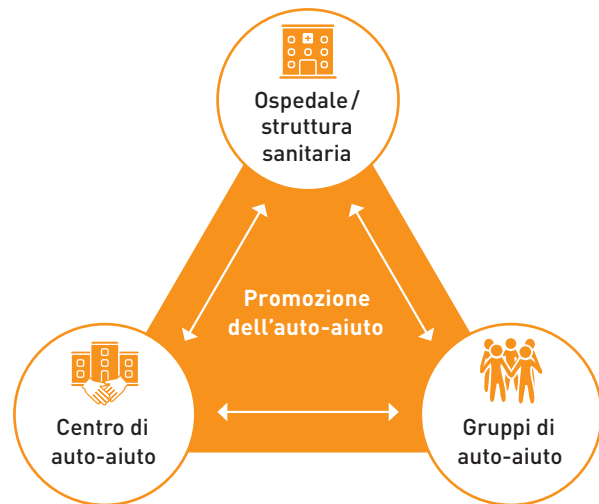 Ospedale/
struttura
sanitaria
Promozione
dell'auto-aiuto
Centro di
auto-aiuto
Gruppi di
auto-aiuto